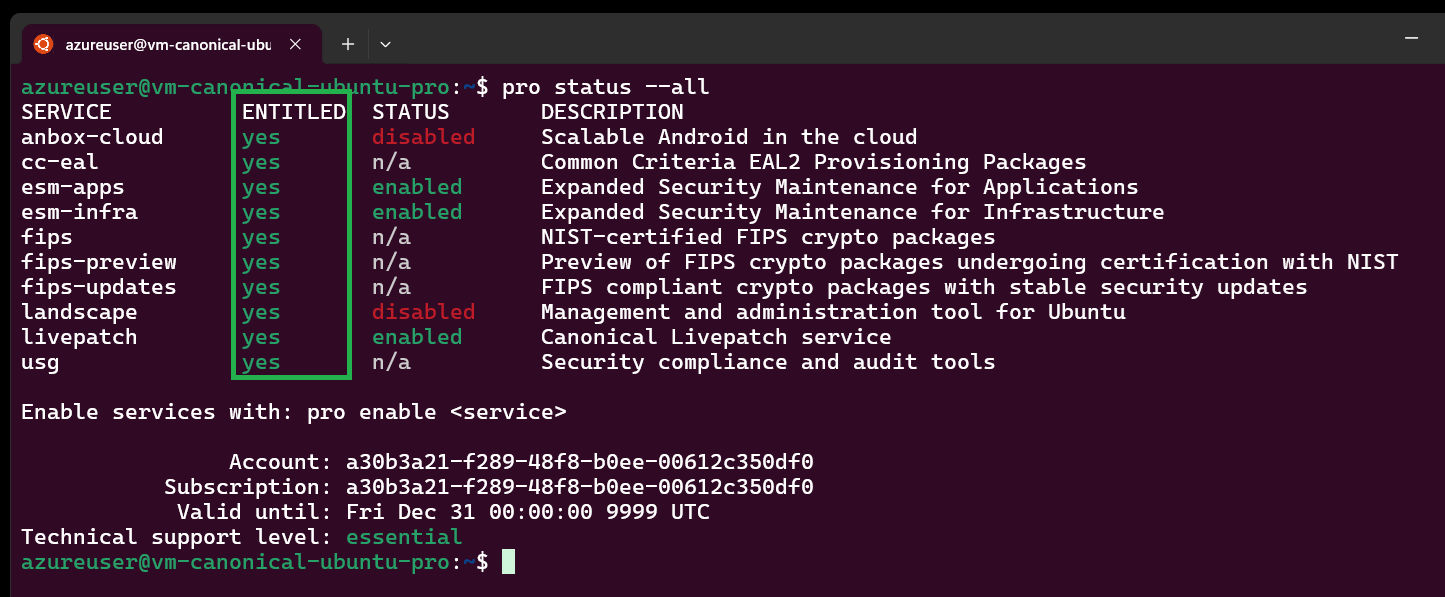 azureuser@vm-canonical-ubu
azureuser@vm-canonical-ubuntu-pro:~$ pro status --all
SERVICE          ENTITLED  STATUS       DESCRIPTION
anbox-cloud      yes       disabled     Scalable Android in the cloud
cc-eal           yes       n/a          Common Criteria EAL2 Provisioning Packages
esm-apps         yes       enabled      Expanded Security Maintenance for Applications
esm-infra        yes       enabled      Expanded Security Maintenance for Infrastructure
fips             yes       n/a          NIST-certified FIPS crypto packages
fips-preview     yes       n/a          Preview of FIPS crypto packages undergoing certification with NIST
fips-updates     yes       n/a          FIPS compliant crypto packages with stable security updates
landscape        yes       disabled     Management and administration tool for Ubuntu
livepatch        yes       enabled      Canonical Livepatch service
usg              yes       n/a          Security compliance and audit tools
Enable services with: pro enable <service>
Account: a30b3a21-f289-48f8-b0ee-00612c350df0
Subscription: a30b3a21-f289-48f8-b0ee-00612c350df0
Valid until: Fri Dec 31 00:00:00 9999 UTC
Technical support level: essential
azureuser@vm-canonical-ubuntu-pro:~$